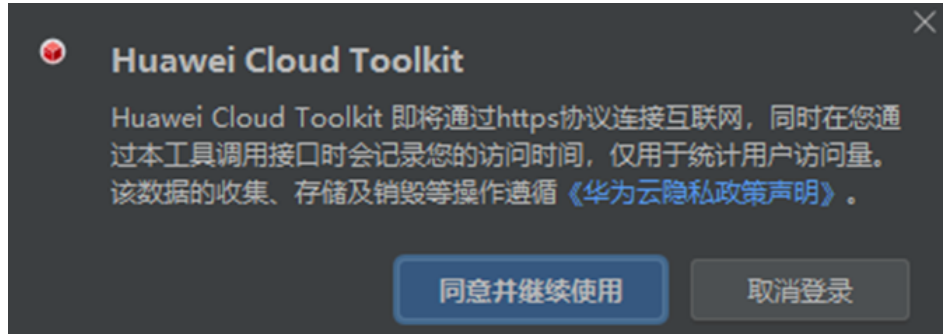 Huawei Cloud Toolkit
Huawei Cloud Toolkit 即将通过https协议连接互联网，同时在您通
过本工具调用接口时会记录您的访问时间，仅用于统计用户访问量。
该数据的收集、存储及销毁等操作遵循《华为云隐私政策声明》。
同意并继续使用
取消登录